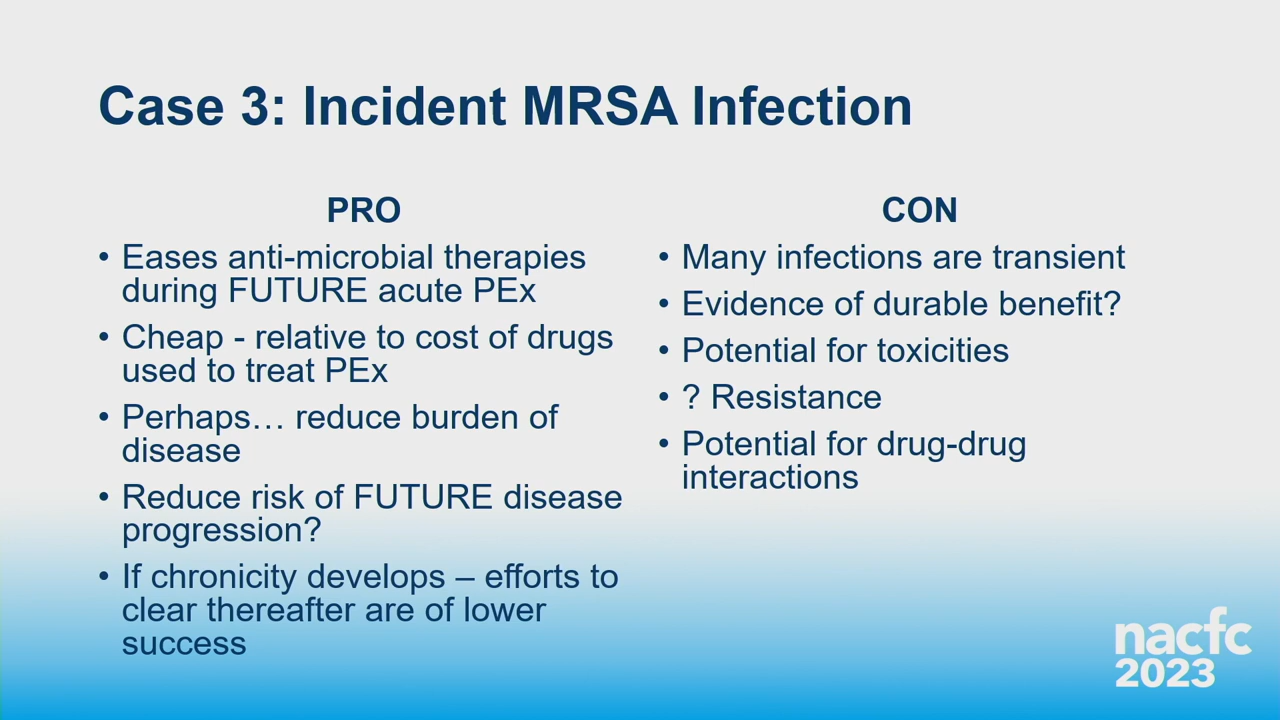 Case 3: Incident MRSA Infection
PRO
• Eases anti-microbial therapies
during FUTURE acute PEx
• Cheap - relative to cost of drugs
used to treat PEx
• Perhaps… reduce burden of
disease
• Reduce risk of FUTURE disease
progression?
• If chronicity develops – efforts to
clear thereafter are of lower
success
CON
• Many infections are transient
• Evidence of durable benefit?
• Potential for toxicities
• ? Resistance
• Potential for drug-drug
interactions
nacfc
2023